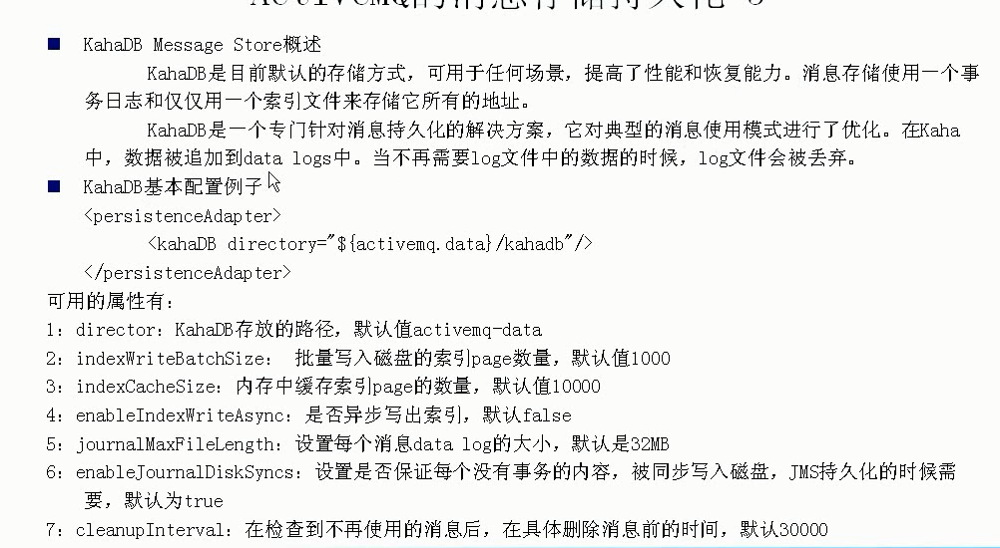 ActiveMQ的消息存储持久化-3
■ KahaDB Message Store概述
KahaDB是目前默认的存储方式，可用于任何场景，提高了性能和恢复能力。消息存储使用一个事
务日志和仅仅用一个索引文件来存储它所有的地址。
KahaDB是一个专门针对消息持久化的解决方案，它对典型的消息使用模式进行了优化。在Kaha
中，数据被追加到data logs中。当不再需要log文件中的数据的时候，log文件会被丢弃。
■ KahaDB基本配置例子
<persistenceAdapter>
<kahaDB directory="${activemq.data}/kahadb"/>
</persistenceAdapter>
可用的属性有：
1：director：KahaDB存放的路径，默认值activemq-data
2：indexWriteBatchSize： 批量写入磁盘的索引page数量，默认值1000
3：indexCacheSize：内存中缓存索引page的数量，默认值10000
4：enableIndexWriteAsync：是否异步写出索引，默认false
5：journalMaxFileLength：设置每个消息data log的大小，默认是32MB
6：enableJournalDiskSyncs：设置是否保证每个没有事务的内容，被同步写入磁盘，JMS持久化的时候需
要，默认为true
7：cleanupInterval：在检查到不再使用的消息后，在具体删除消息前的时间，默认30000